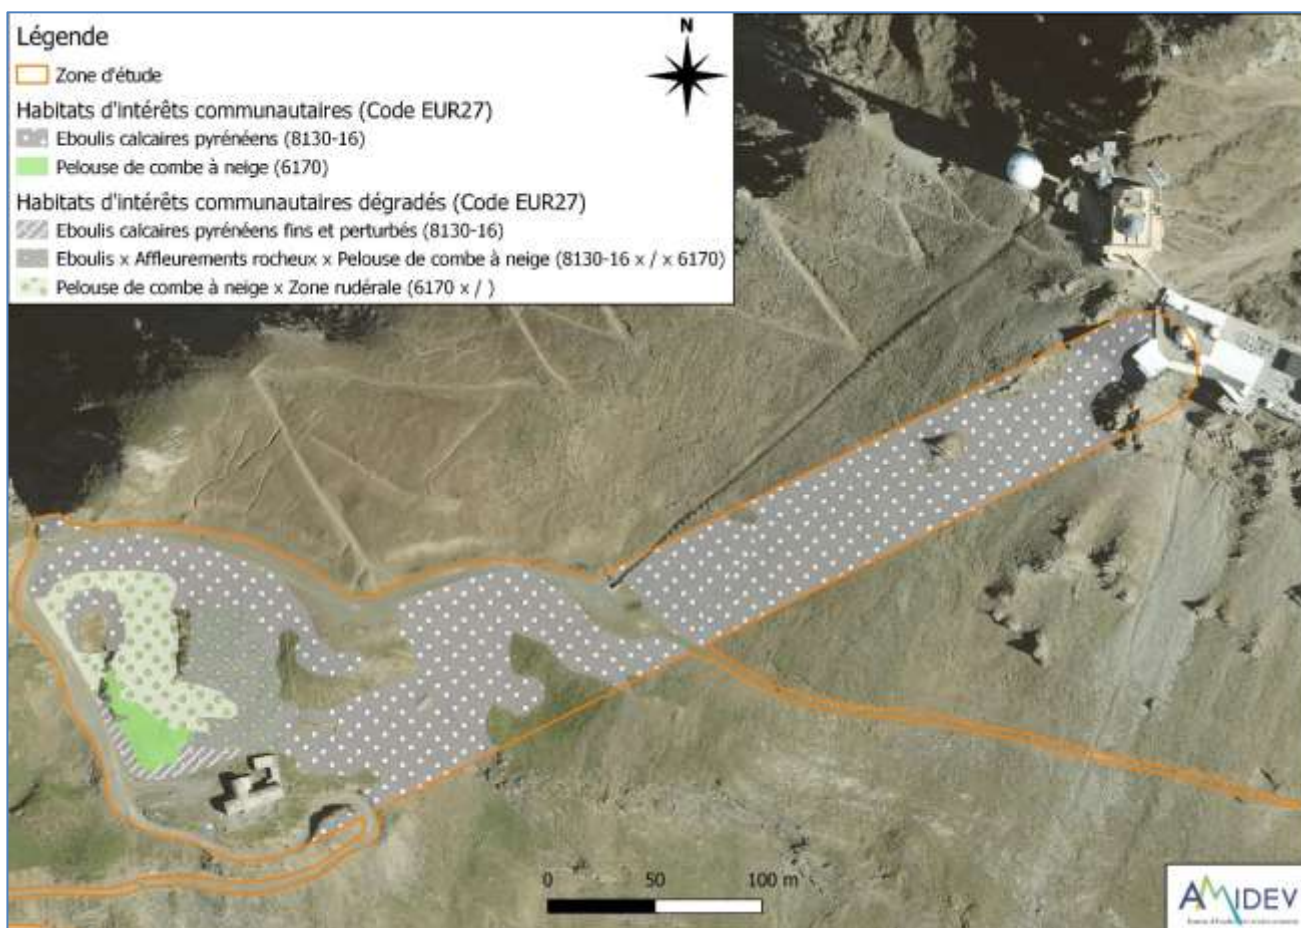 Légende
N
Zone d'étude
Habitats d'intérêts communautaires (Code EUR27)
Eboulis calcaires pyrénéens (8130-16)
Pelouse de combe à neige (6170)
Habitats d'intérêts communautaires dégradés (Code EUR27)
Eboulis calcaires pyrénéens fins et perturbés (8130-16)
Eboulis x Affleurements rocheux x Pelouse de combe à neige (8130-16 x / x 6170)
Pelouse de combe à neige x Zone rudérale (6170 x / )
0 50 100 m
AMIDEV